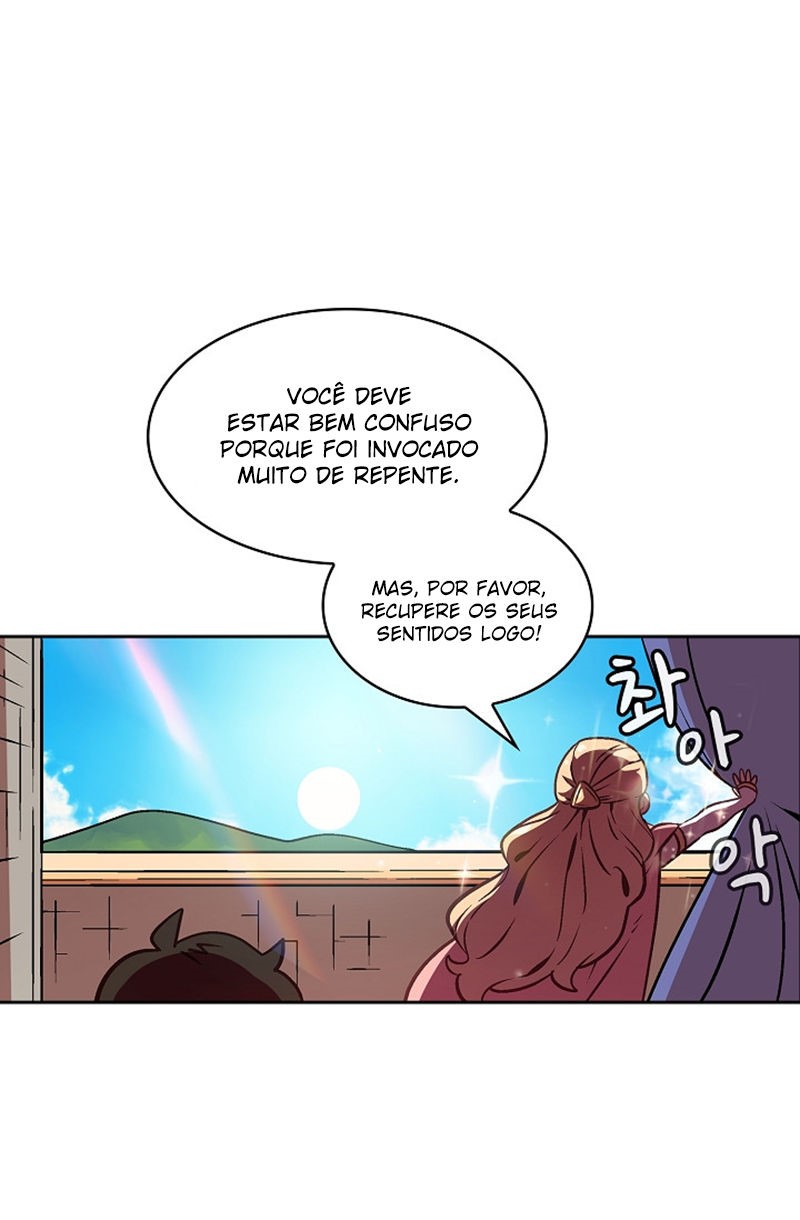 VOCÊ DEVE
ESTAR BEM CONFUSO
PORQUE FOI INVOCADO
MUITO DE REPENTE.
MAS, POR FAVOR,
RECUPERE OS SEUS
SENTIDOS LOGO!
촤
아
악